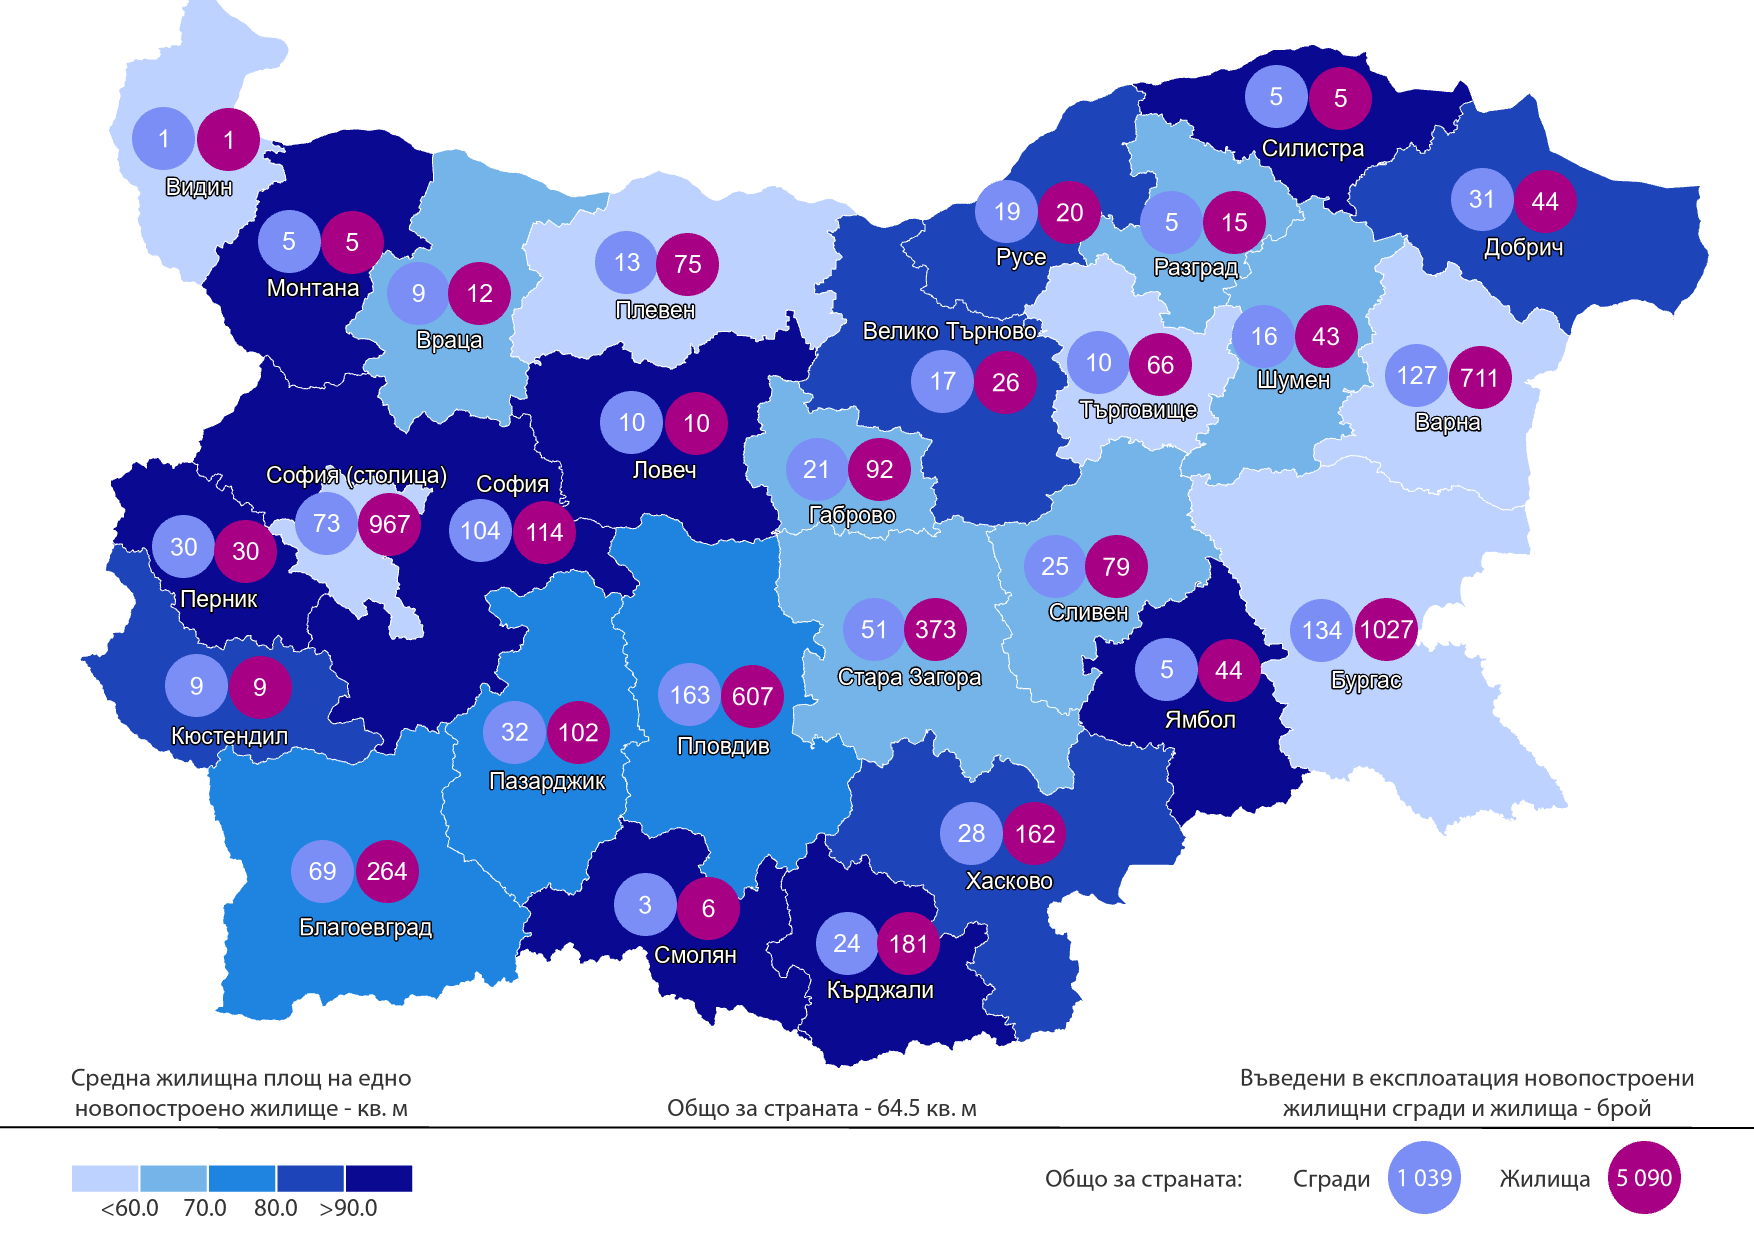 5 5
Силистра
1 1
Видин
31 44
Добрич
19 20
Русе
5 15
Разград
5 5
Монтана
13 75
Плевен
9 12
Враца
Велико Търново
17 26
10 66
Търговище
16 43
Шумен
127 711
Варна
10 10
Ловеч
21 92
Габрово
София (столица)
73 967
София
104 114
30 30
Перник
25 79
Сливен
51 373
Стара Загора
134 1027
Бургас
5 44
Ямбол
9 9
Кюстендил
163 607
Пловдив
32 102
Пазарджик
28 162
Хасково
69 264
Благоевград
3 6
Смолян
24 181
Кърджали
Средна жилищна площ на едно
новопостроено жилище - кв. м
Общо за страната - 64.5 кв. м
Въведени в експлоатация новопостроени
жилищни сгради и жилища - брой
<60.0 70.0 80.0 >90.0
Общо за страната: Сгради 1 039 Жилища 5 090